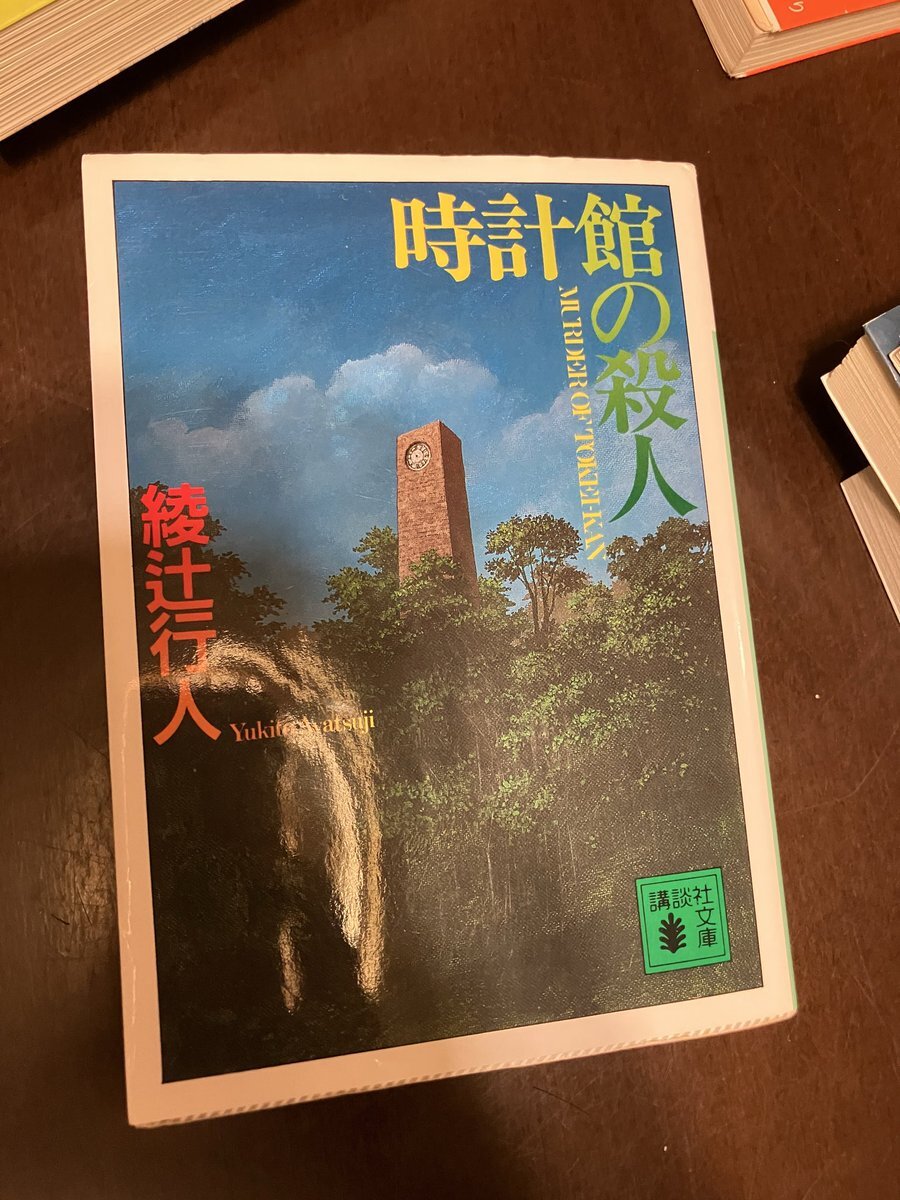 時計館の殺人
MURDER OF TOKEI-KAN
綾辻行人
Yukito Ayatsuji
講談社文庫